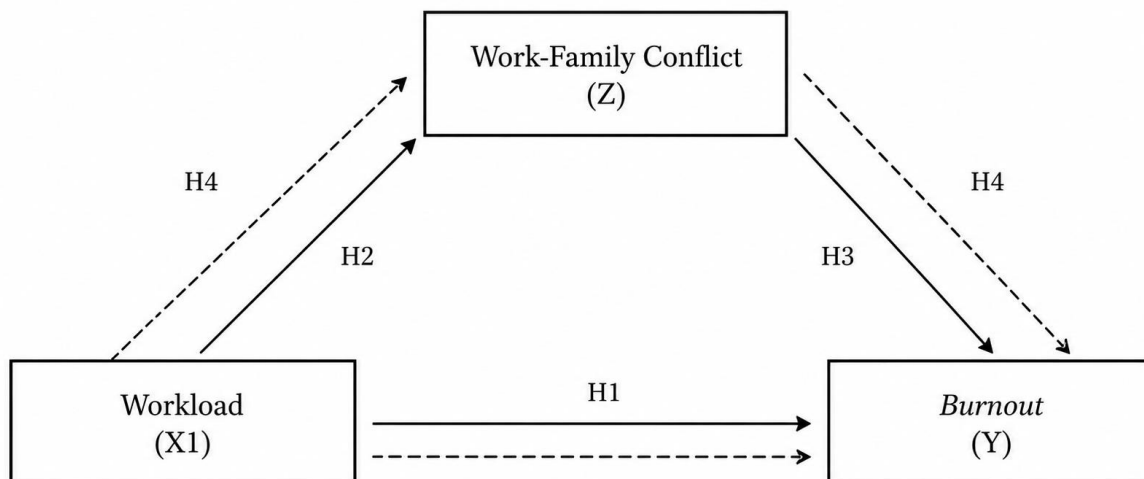 Work-Family Conflict
(Z)
H4
H4
H2
H3
H1
Workload
(X1)
Burnout
(Y)